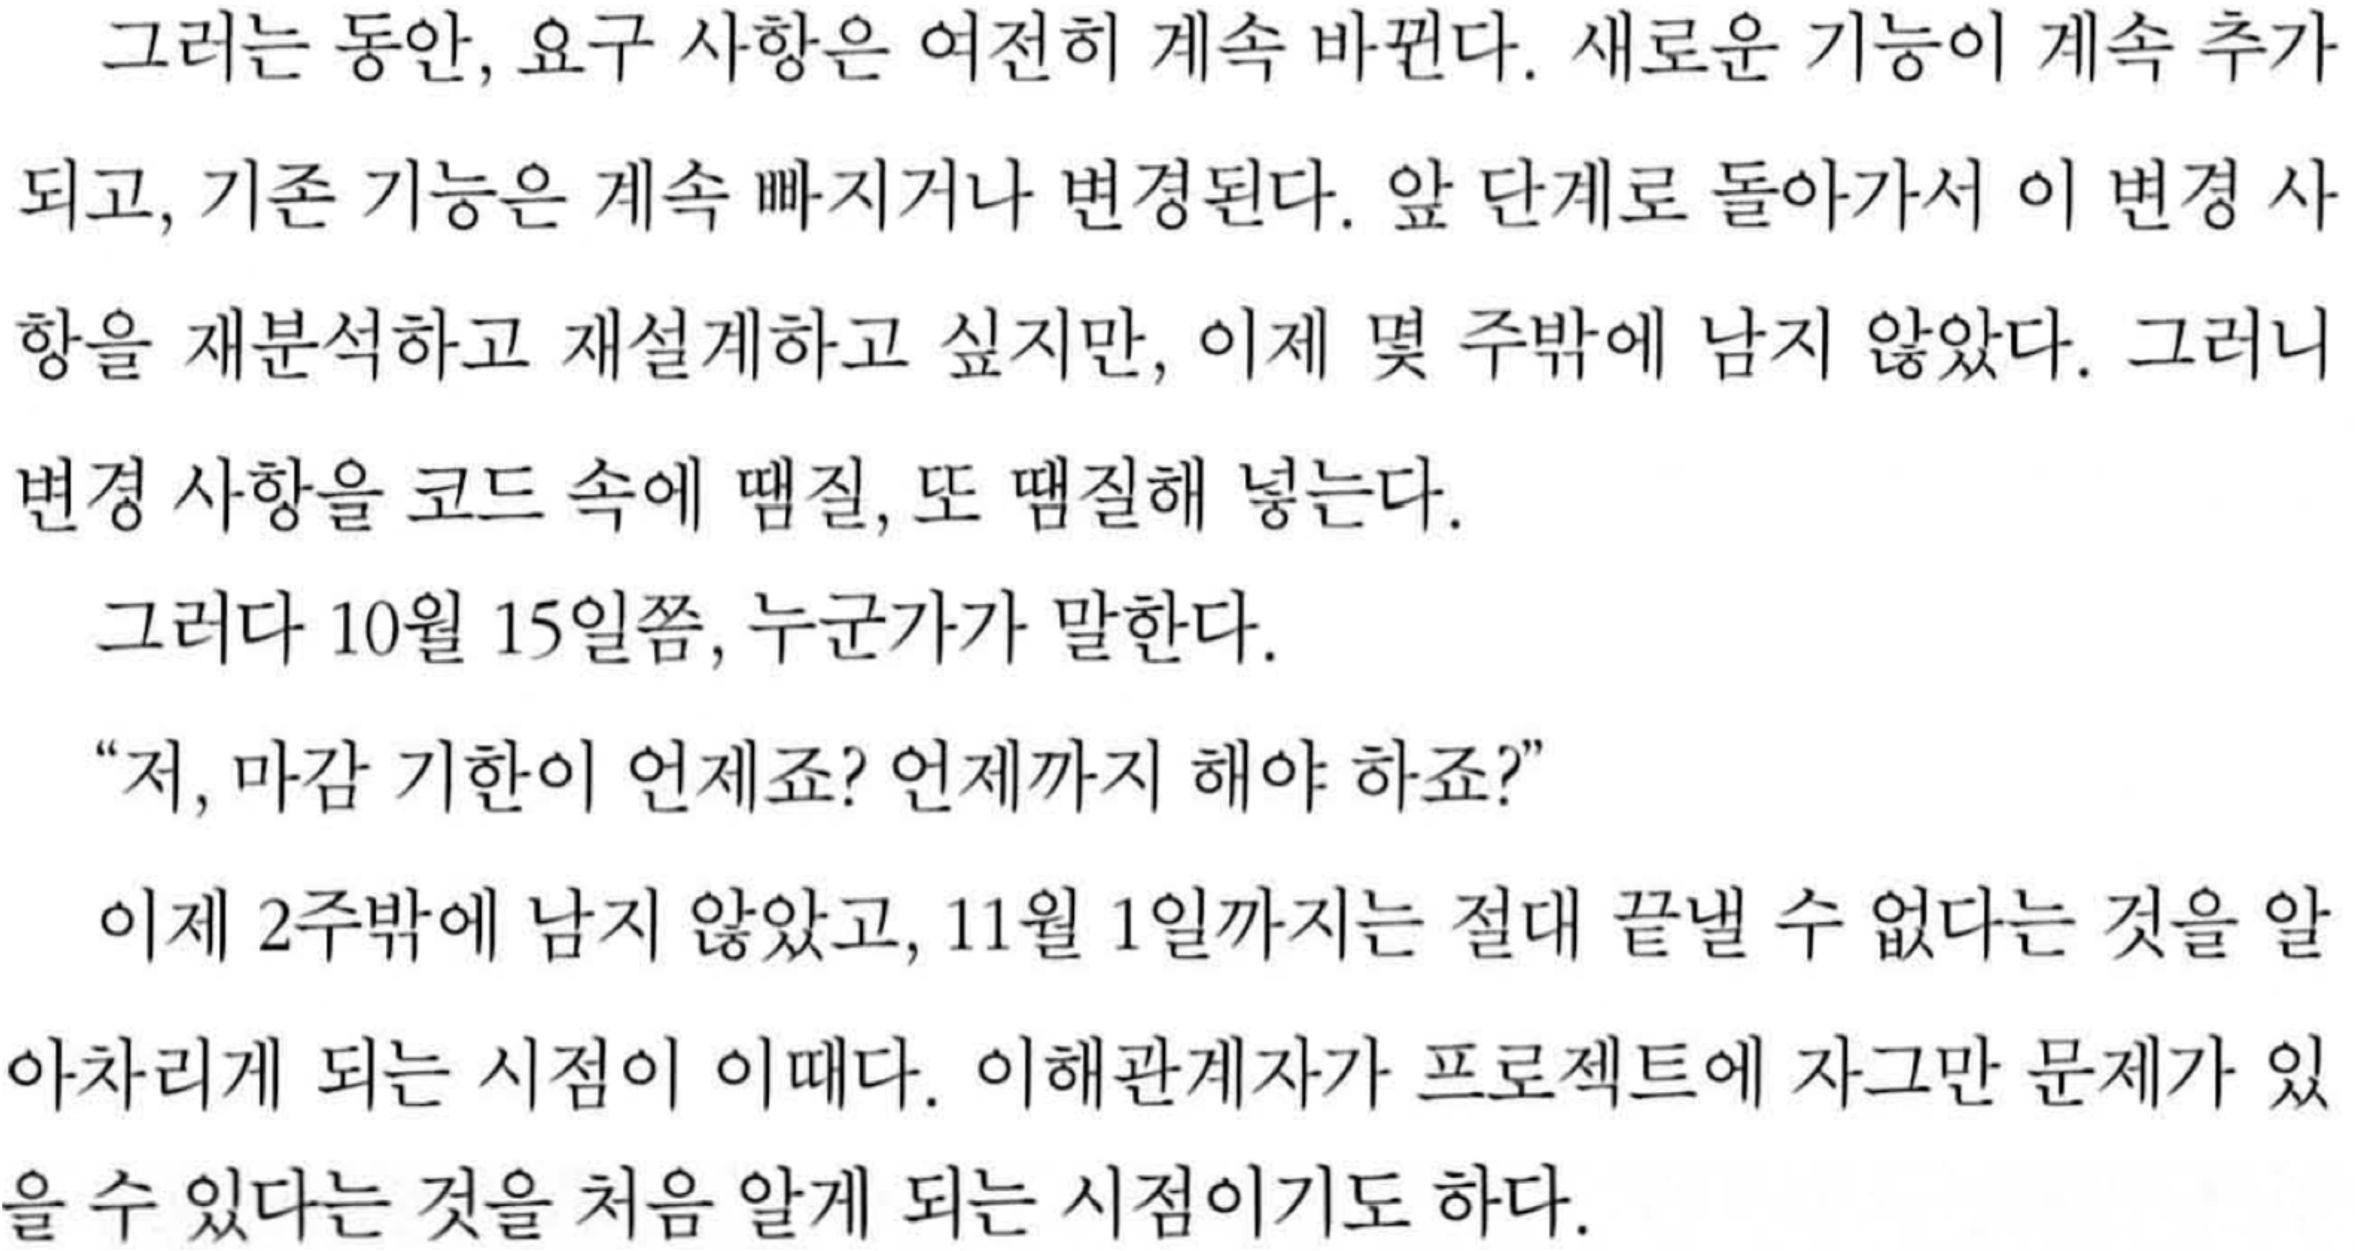 그러는 동안, 요구 사항은 여전히 계속 바뀐다. 새로운 기능이 계속 추가
되고, 기존 기능은 계속 빠지거나 변경된다. 앞 단계로 돌아가서 이 변경 사
항을 재분석하고 재설계하고 싶지만, 이제 몇 주밖에 남지 않았다. 그러니
변경 사항을 코드 속에 땜질, 또 땜질해 넣는다.
그러다 10월 15일쯤, 누군가가 말한다.
“저, 마감 기한이 언제죠? 언제까지 해야 하죠?”
이제 2주밖에 남지 않았고, 11월 1일까지는 절대 끝낼 수 없다는 것을 알
아차리게 되는 시점이 이때다. 이해관계자가 프로젝트에 자그만 문제가 있
을 수 있다는 것을 처음 알게 되는 시점이기도 하다.